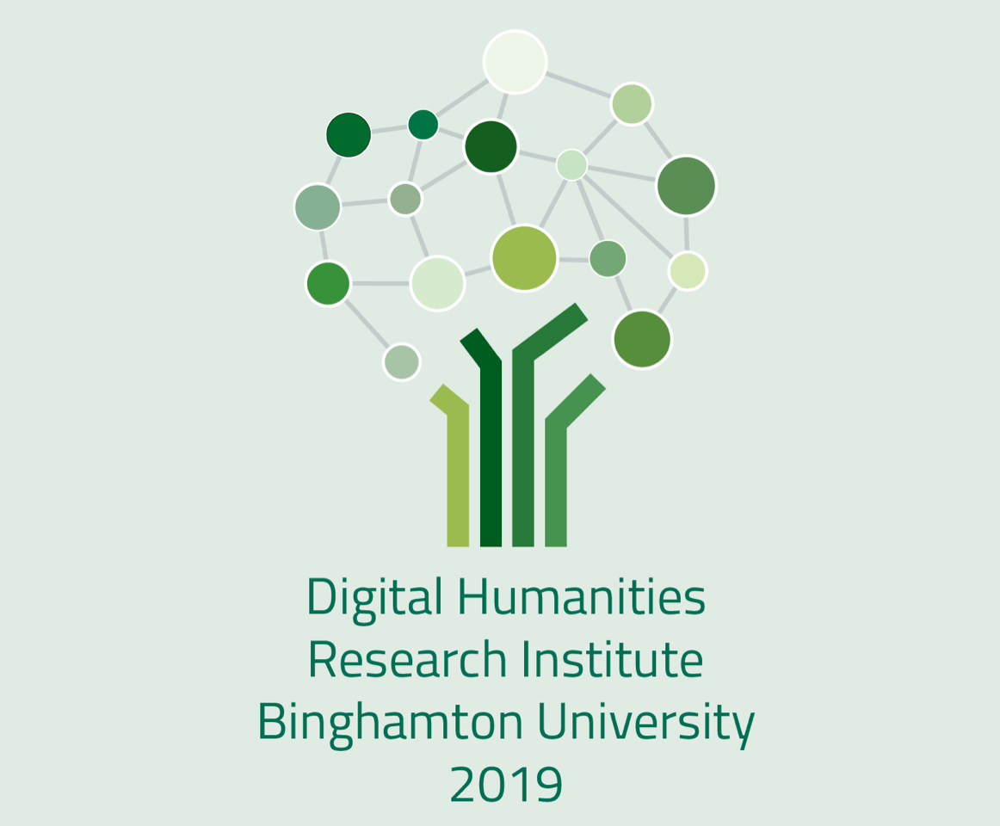 Digital Humanities
Research Institute
Binghamton University
2019